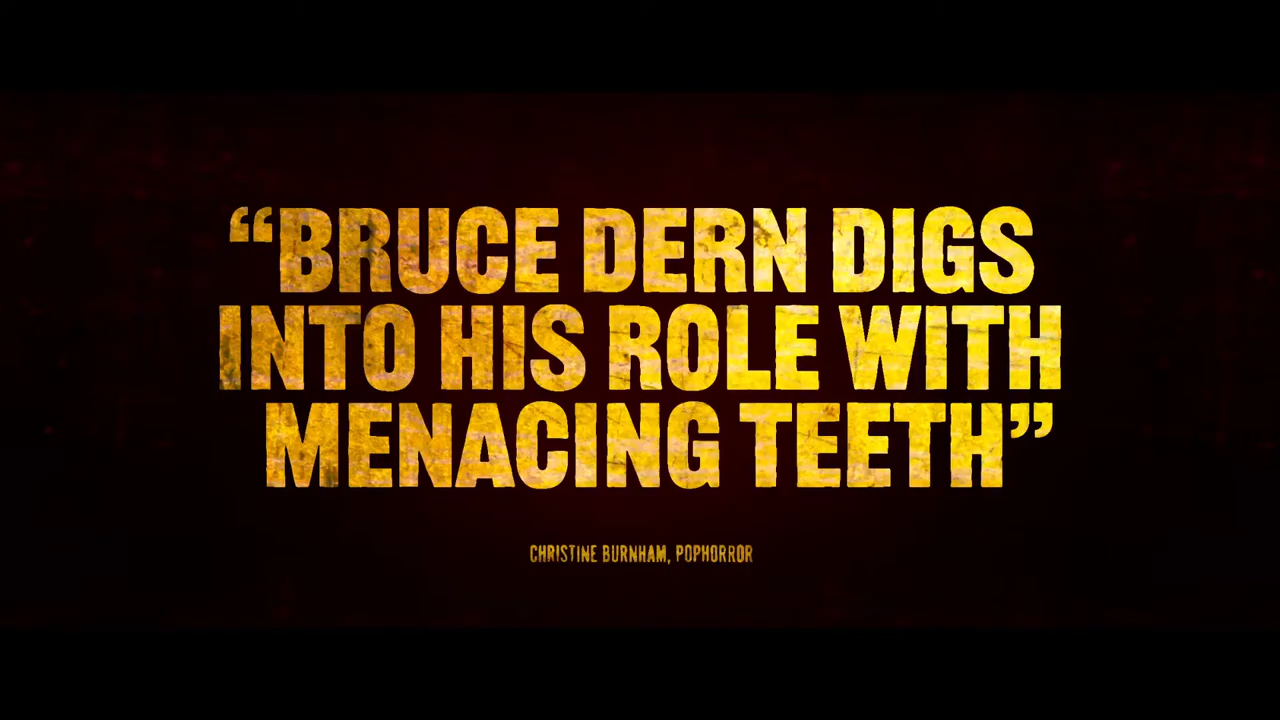 “BRUCE DERN DIGS
INTO HIS ROLE WITH
MENACING TEETH”
CHRISTINE BURNHAM, POPHORROR